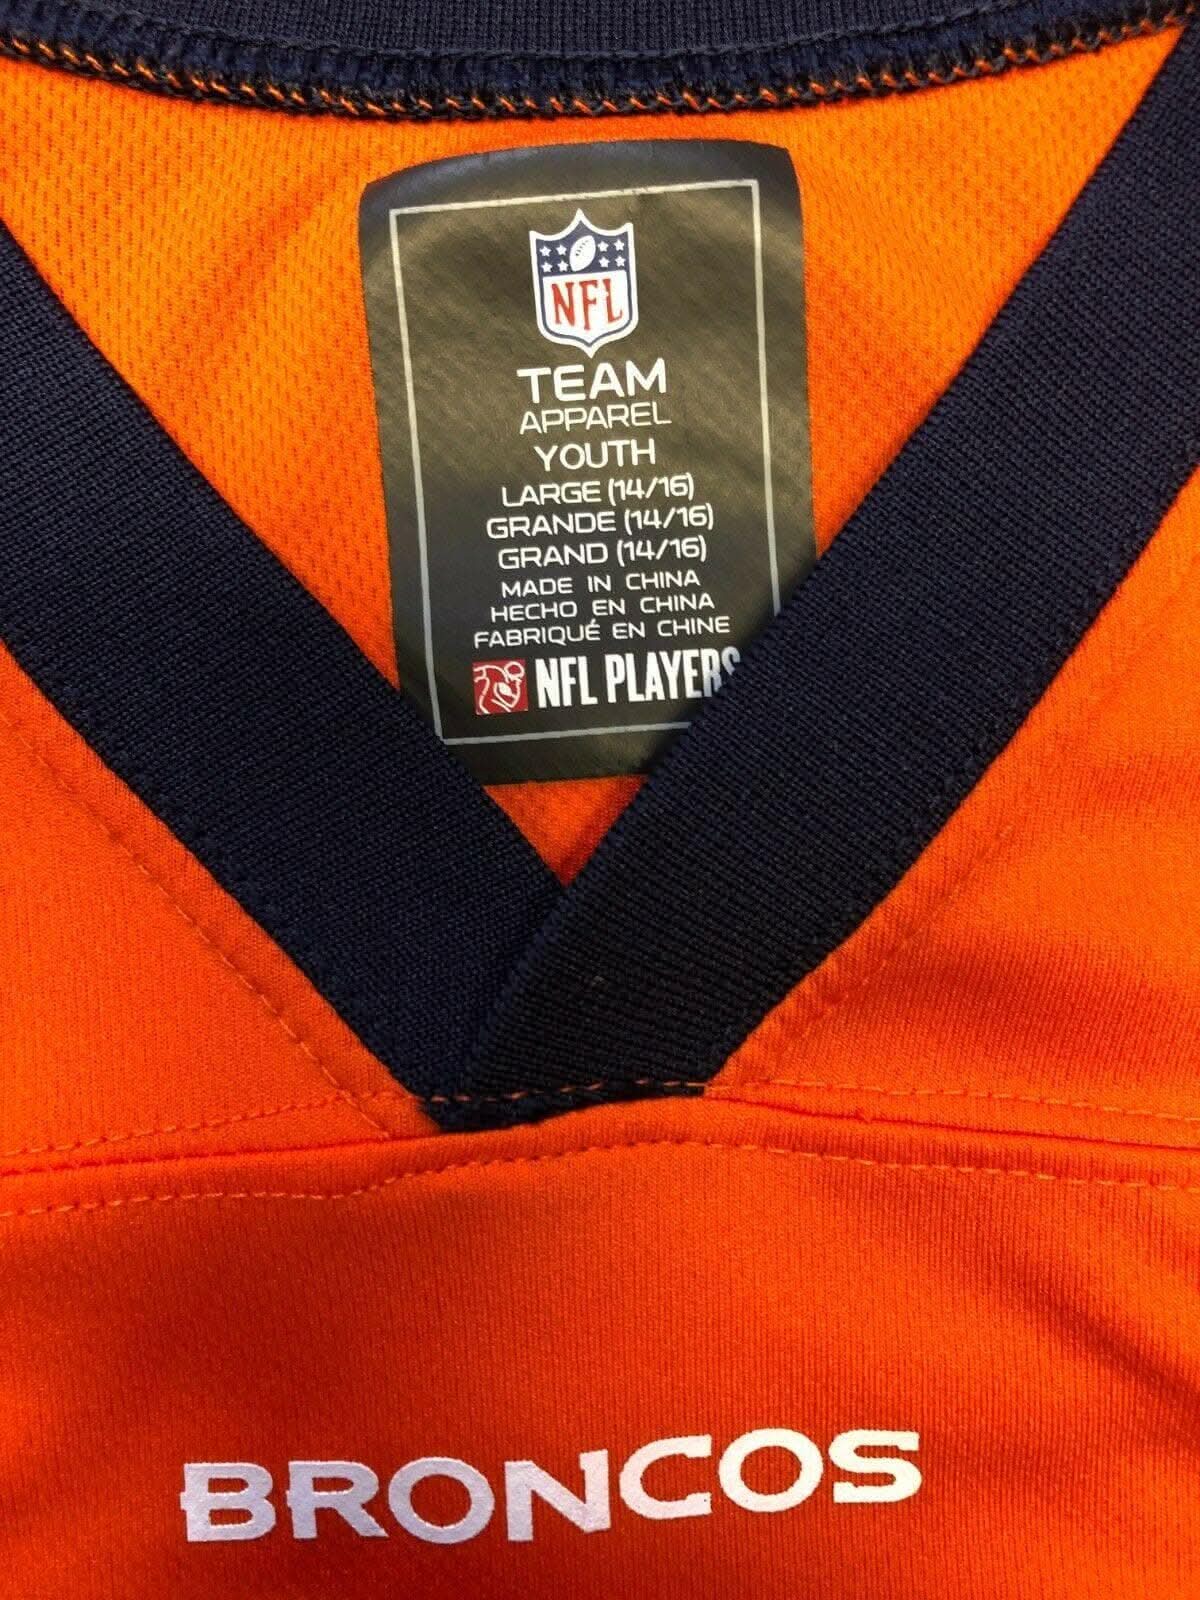 NFL
TEAM
APPAREL
YOUTH
LARGE (14/16)
GRANDE (14/16)
GRAND (14/16)
MADE IN CHINA
HECHO EN CHINA
FABRIQUÉ EN CHINE
NFL PLAYERS
BRONCOS